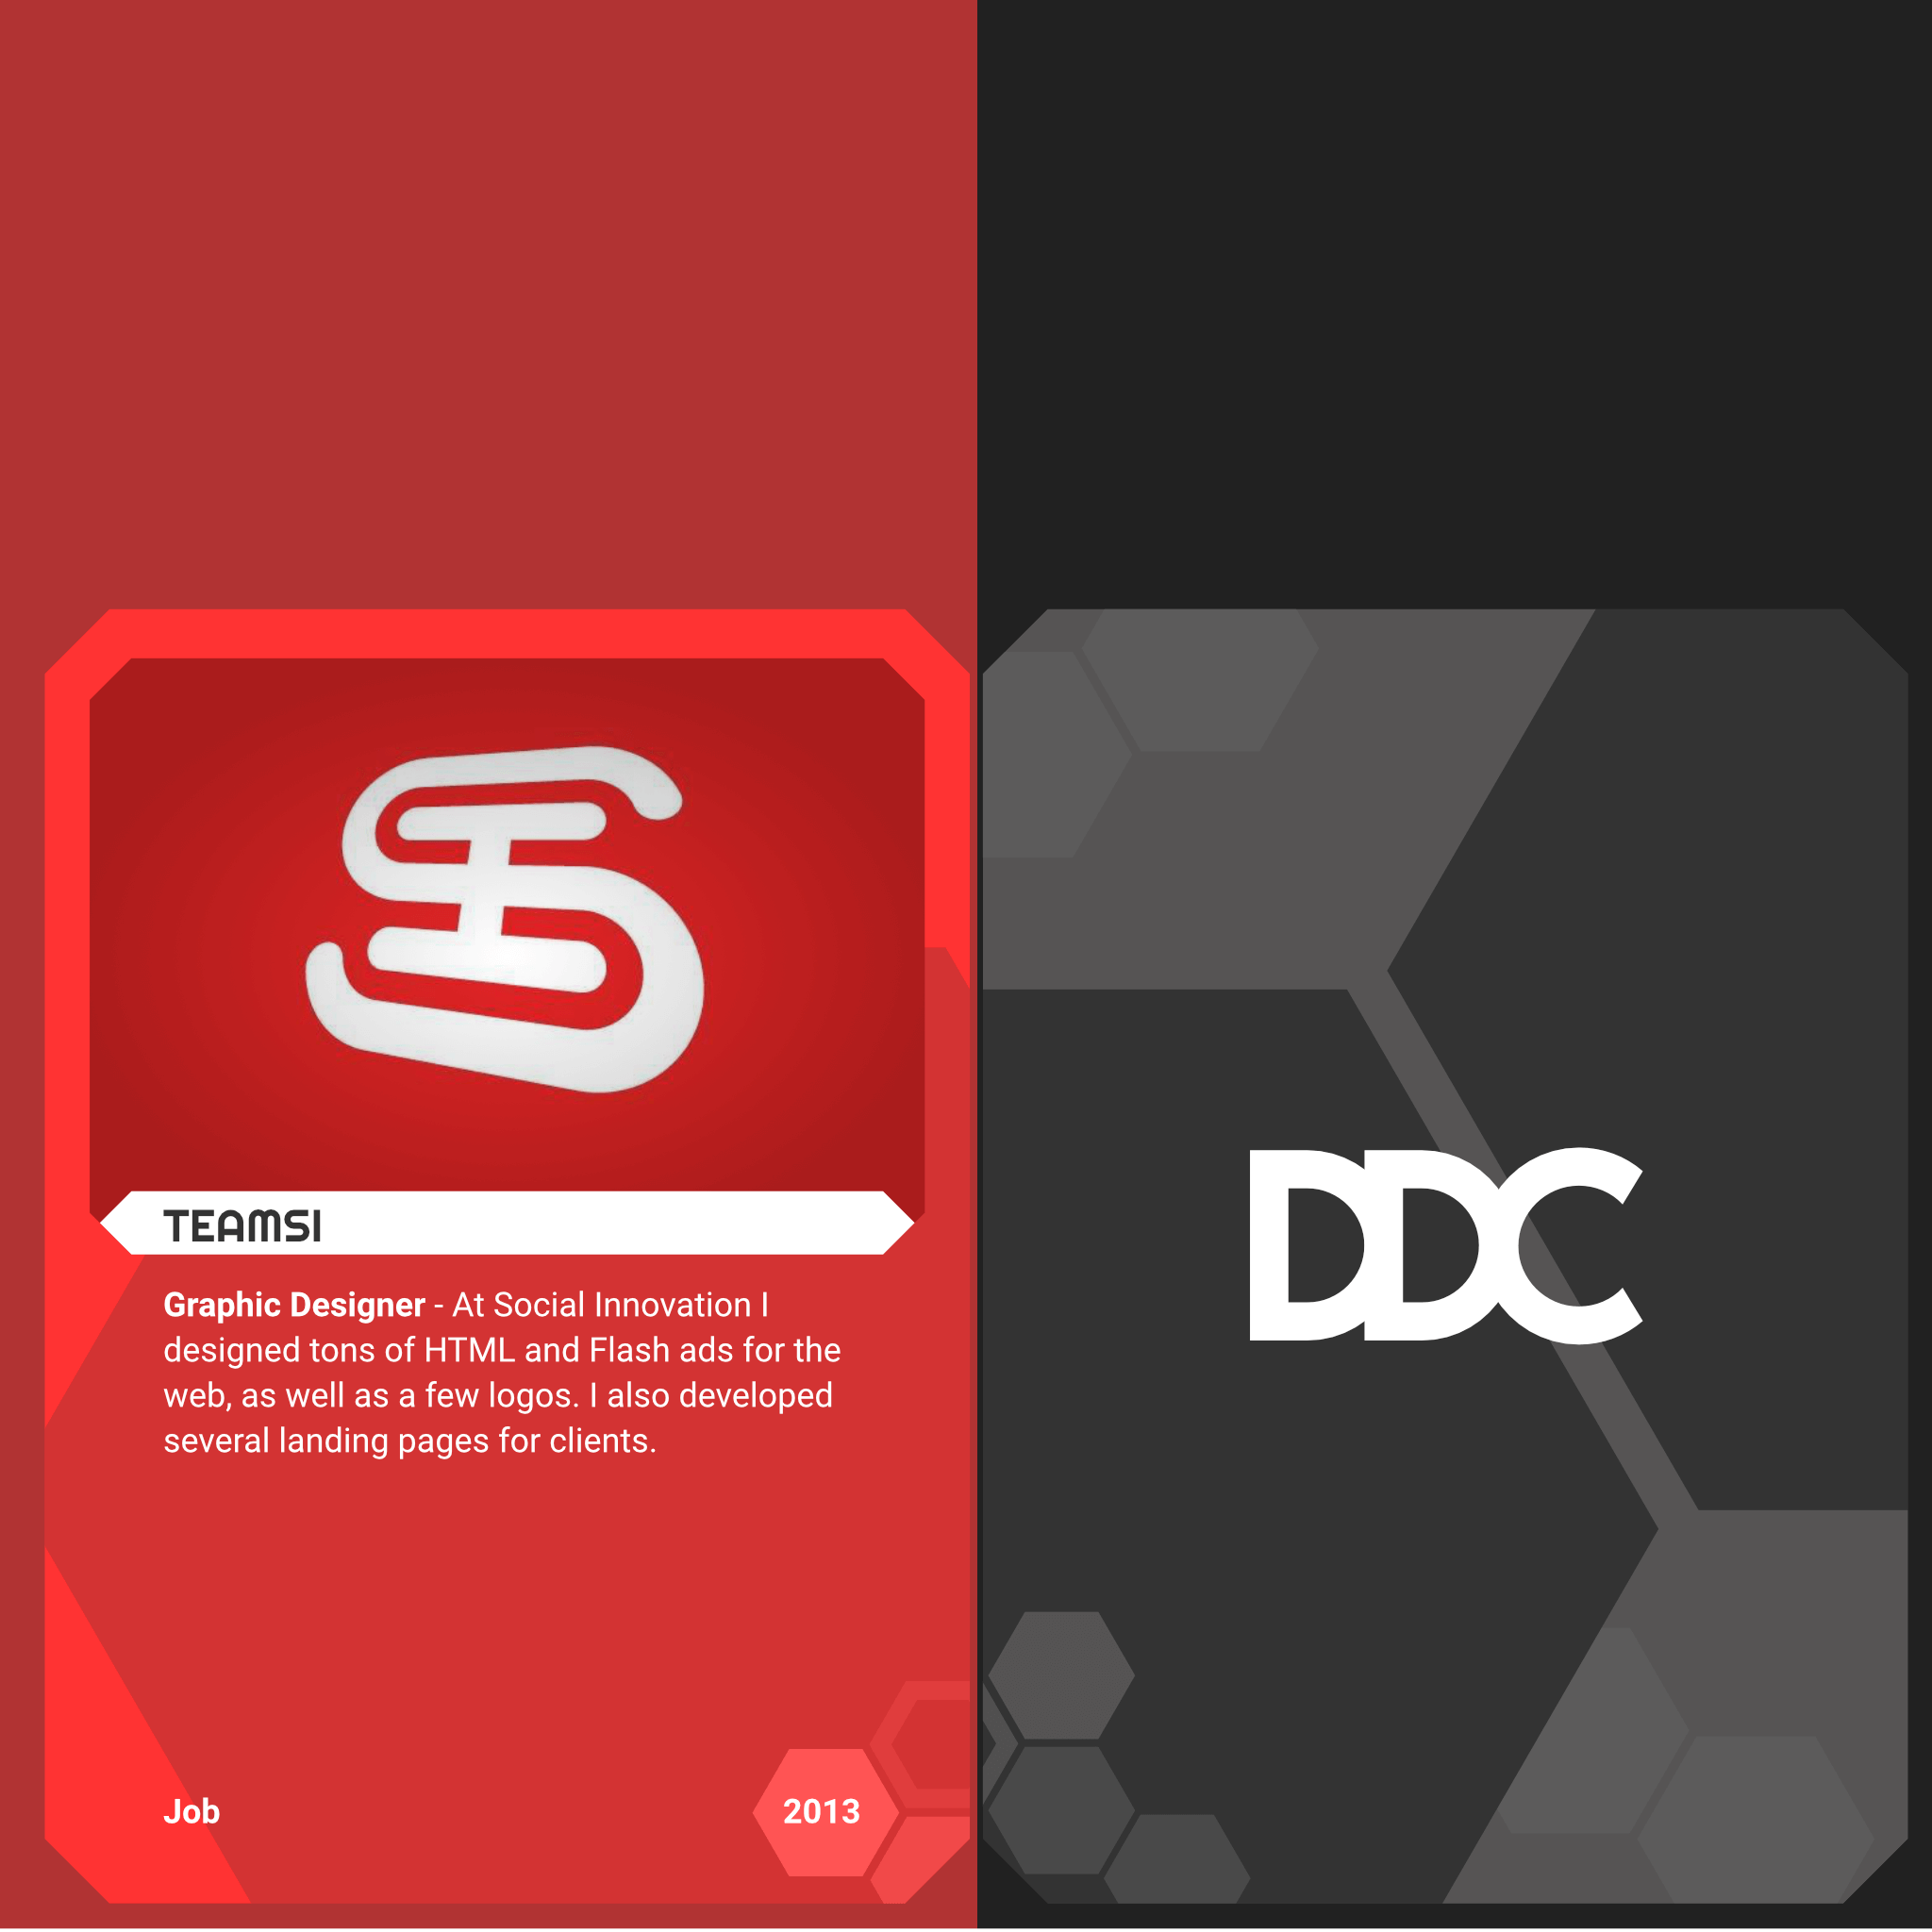 TEAMSI
Graphic Designer - At Social Innovation I
designed tons of HTML and Flash ads for the
web, as well as a few logos. I also developed
several landing pages for clients.
Job
2013
DDC